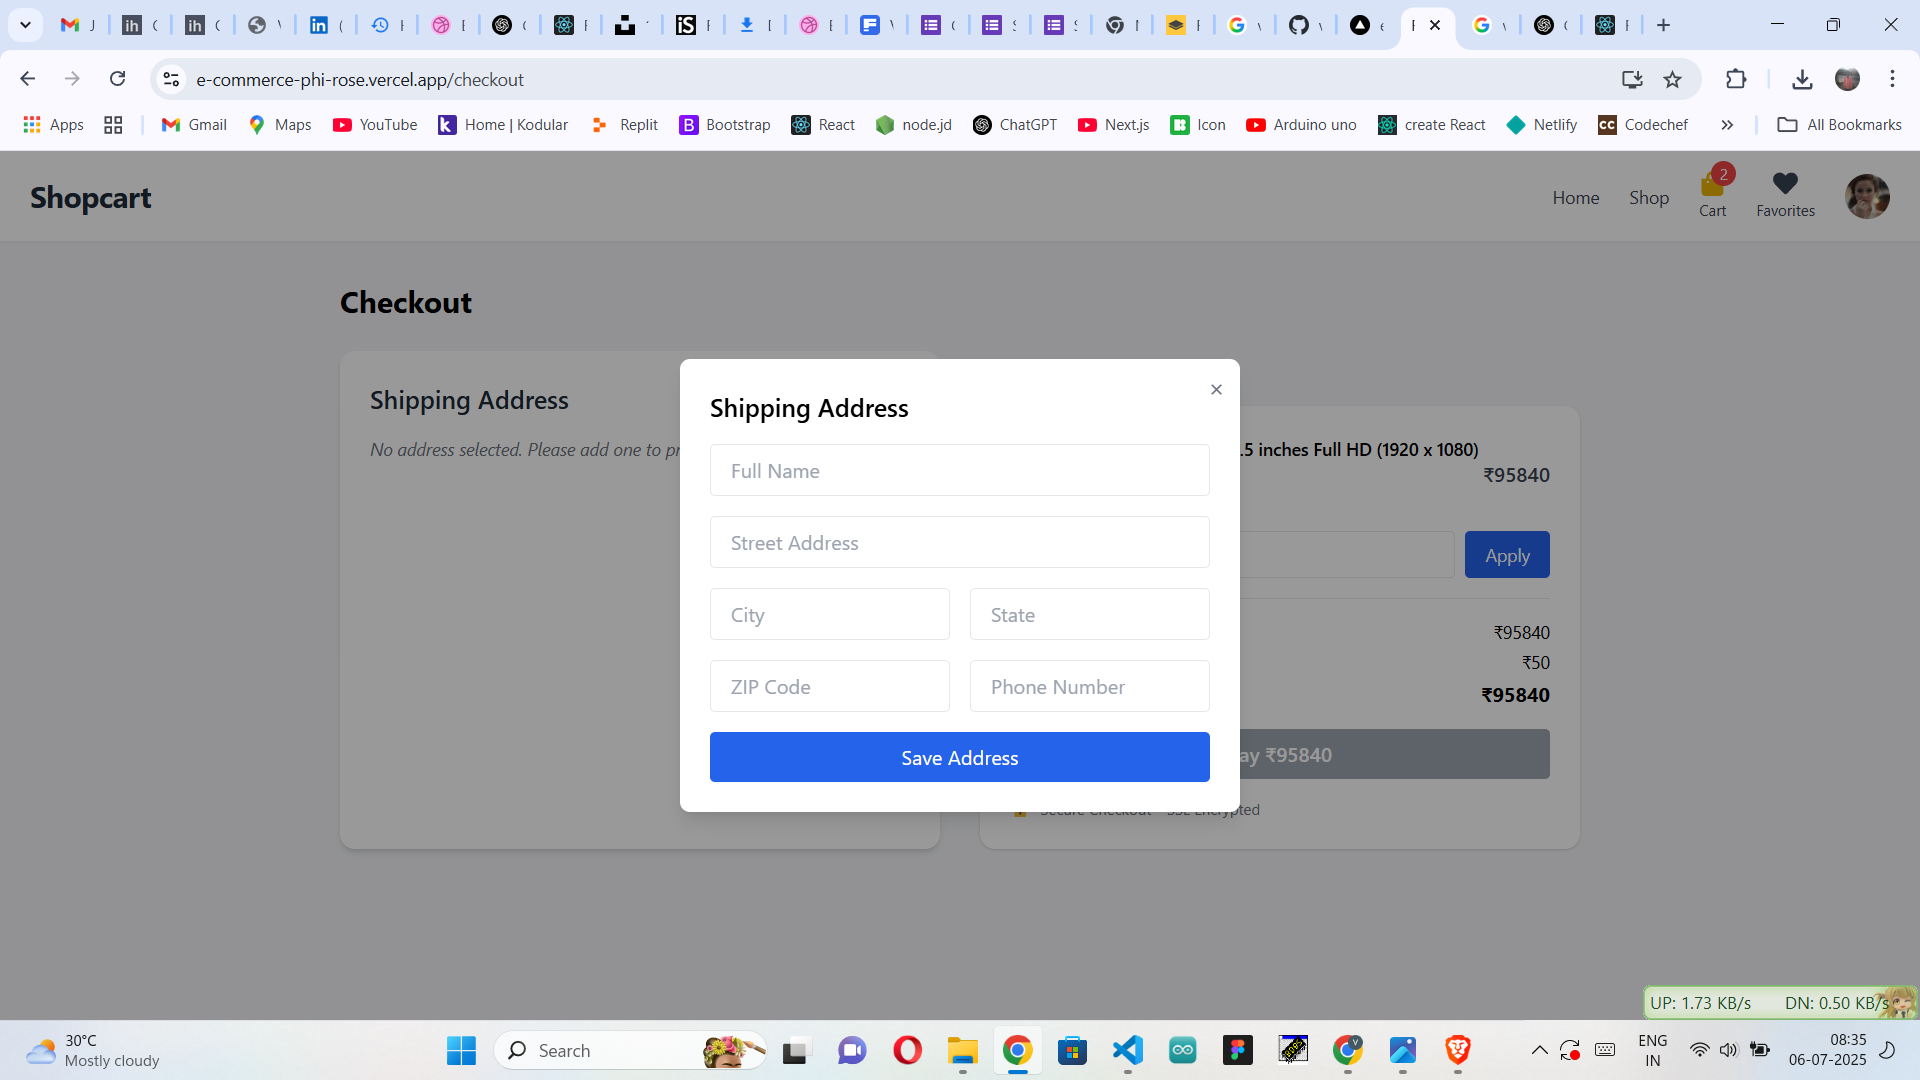 e-commerce-phi-rose.vercel.app/checkout
Apps Gmail Maps YouTube Home | Kodular Replit Bootstrap React node.jd ChatGPT Next.js Icon Arduino uno create React Netlify Codechef » All Bookmarks
Shopcart
Home Shop Cart 2 Favorites
Checkout
Shipping Address
No address selected. Please add one to pr
Shipping Address
Full Name
Street Address
City State
ZIP Code Phone Number
Save Address
.5 inches Full HD (1920 x 1080)
₹95840
Apply
₹95840
₹50
₹95840
ay ₹95840
UP: 1.73 KB/s DN: 0.50 KB/s
30°C
Mostly cloudy
Search
ENG
IN
08:35
06-07-2025